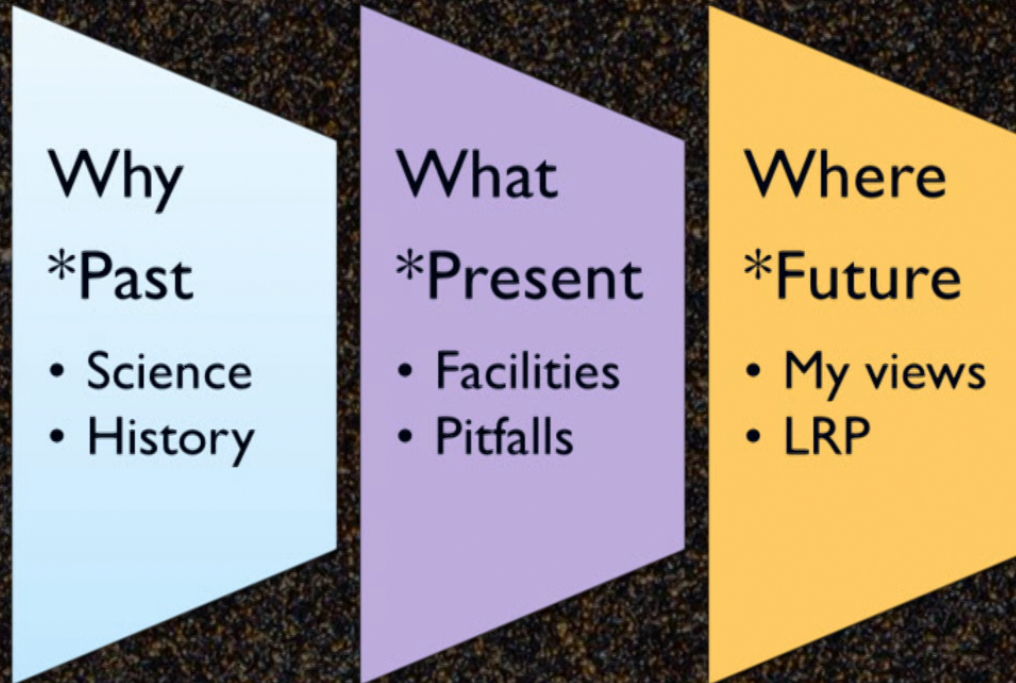 Why
*Past
• Science
• History
What
*Present
• Facilities
• Pitfalls
Where
*Future
• My views
• LRP